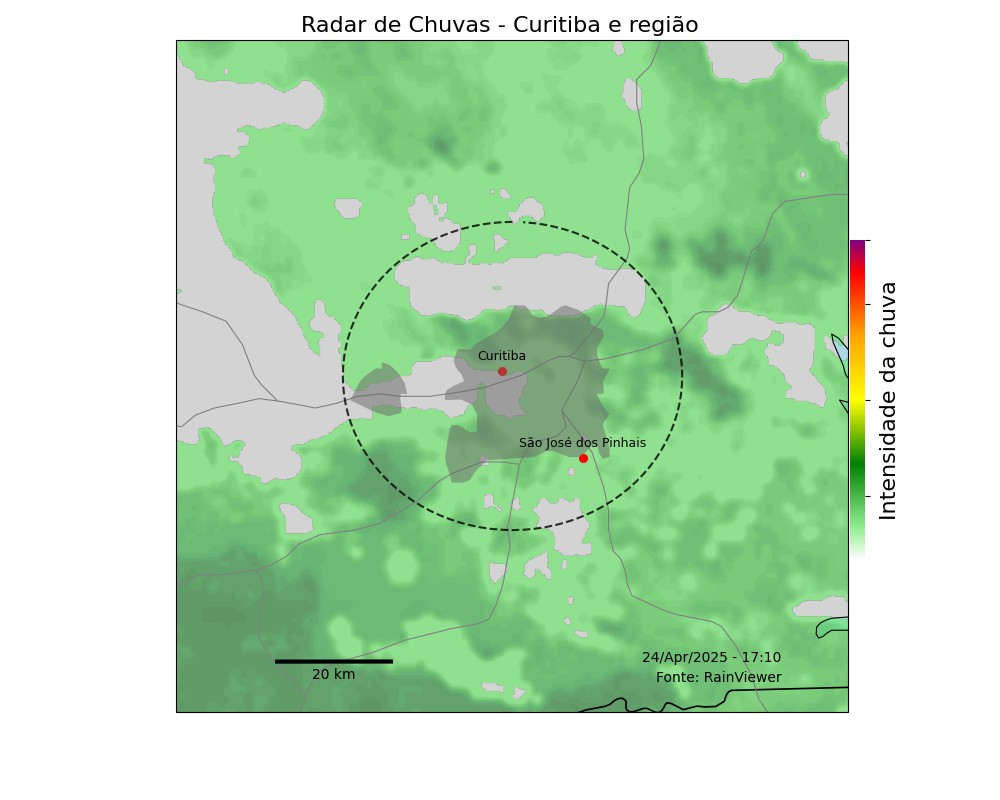 Radar de Chuvas - Curitiba e região
Curitiba
São José dos Pinhais
Intensidade da chuva
24/Apr/2025 - 17:10
Fonte: RainViewer
20 km